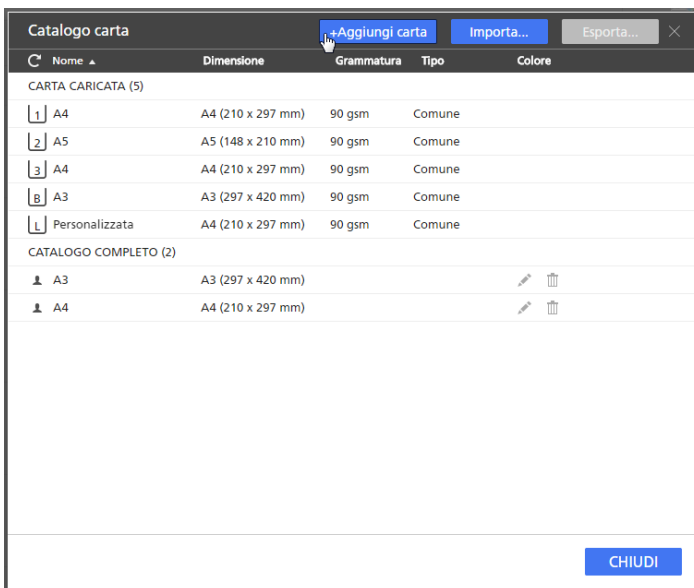 Catalogo carta +Aggiungi carta Importa... Esporta...
Nome Dimensione Grammatura Tipo Colore
CARTA CARICATA (5)
1 A4 A4 (210 x 297 mm) 90 gsm Comune
2 A5 A5 (148 x 210 mm) 90 gsm Comune
3 A4 A4 (210 x 297 mm) 90 gsm Comune
B A3 A3 (297 x 420 mm) 90 gsm Comune
L Personalizzata A4 (210 x 297 mm) 90 gsm Comune
CATALOGO COMPLETO (2)
A3 A3 (297 x 420 mm)
A4 A4 (210 x 297 mm)
CHIUDI